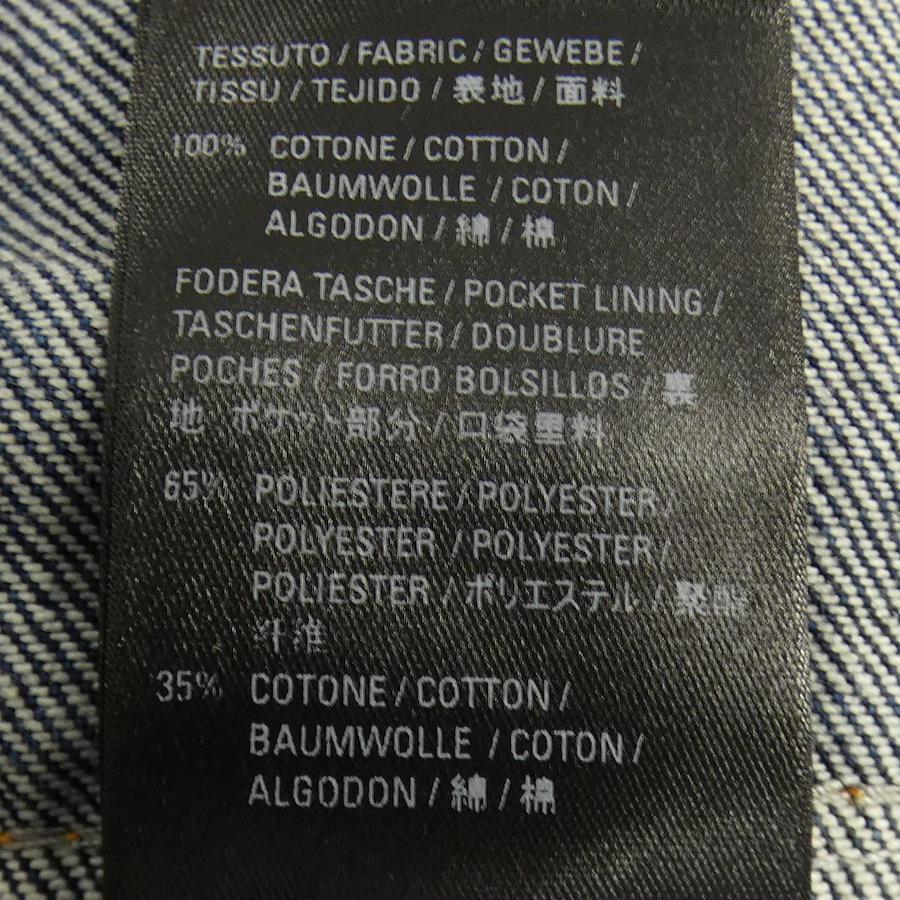 TESSUTO / FABRIC / GEWEBE /
TISSU / TEJIDO / 表地 / 面料
100% COTONE / COTTON /
BAUMWOLLE / COTON /
ALGODON / 綿 / 棉
FODERA TASCHE / POCKET LINING /
TASCHENFUTTER / DOUBLURE
POCHES / FORRO BOLSILLOS / 裏
地 ポケット部分 / 口袋里料
65% POLIESTERE / POLYESTER /
POLYESTER / POLYESTER /
POLIESTER / ポリエステル / 聚酯
纤维
35% COTONE / COTTON /
BAUMWOLLE / COTON /
ALGODON / 綿 / 棉